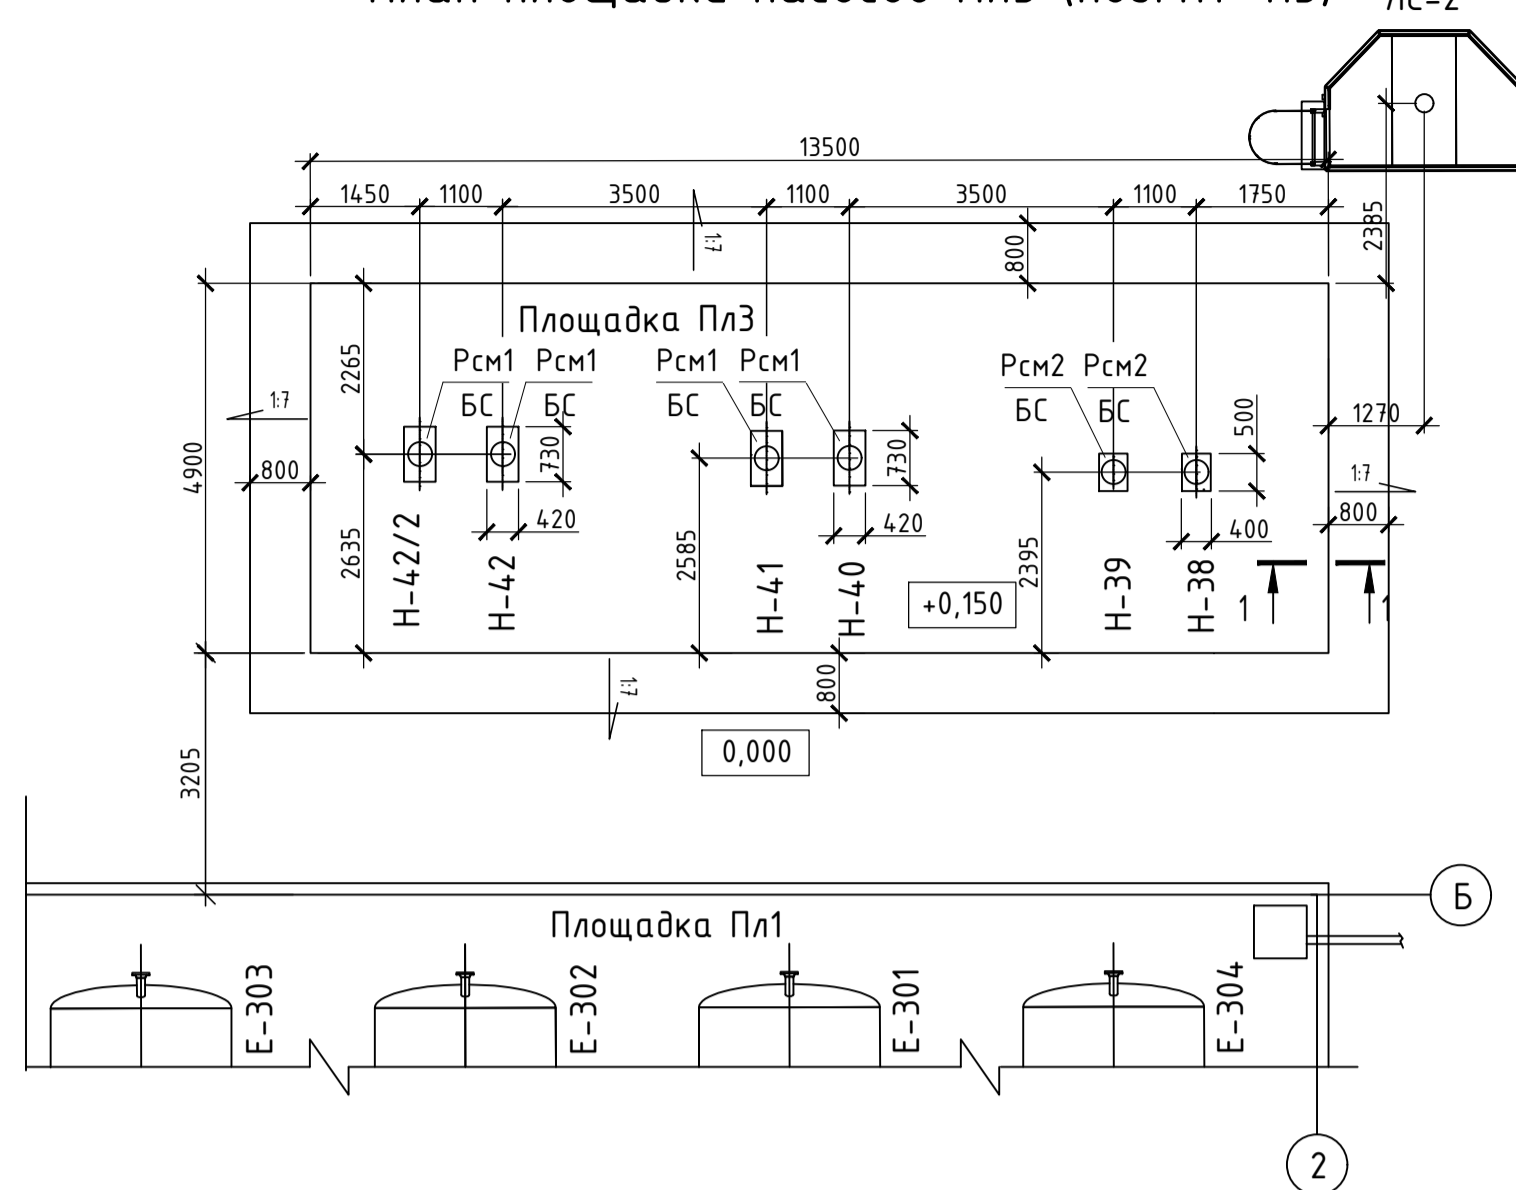 13500
1450 1100 3500 1100 3500 1100 1750
2385
1:7
800
Площадка Пл3
2265
Рсм1 Рсм1 Рсм1 Рсм1 Рсм2 Рсм2
БС БС БС БС БС БС
1:7
1270
500
4900
800
730
730
1:7
420
420
400
800
2635
2585
2395
Н-42/2
Н-42
Н-41
Н-40
Н-39
Н-38
+0,150
1 1
1:7
800
0,000
3205
Б
Площадка Пл1
Е-303
Е-302
Е-301
Е-304
2